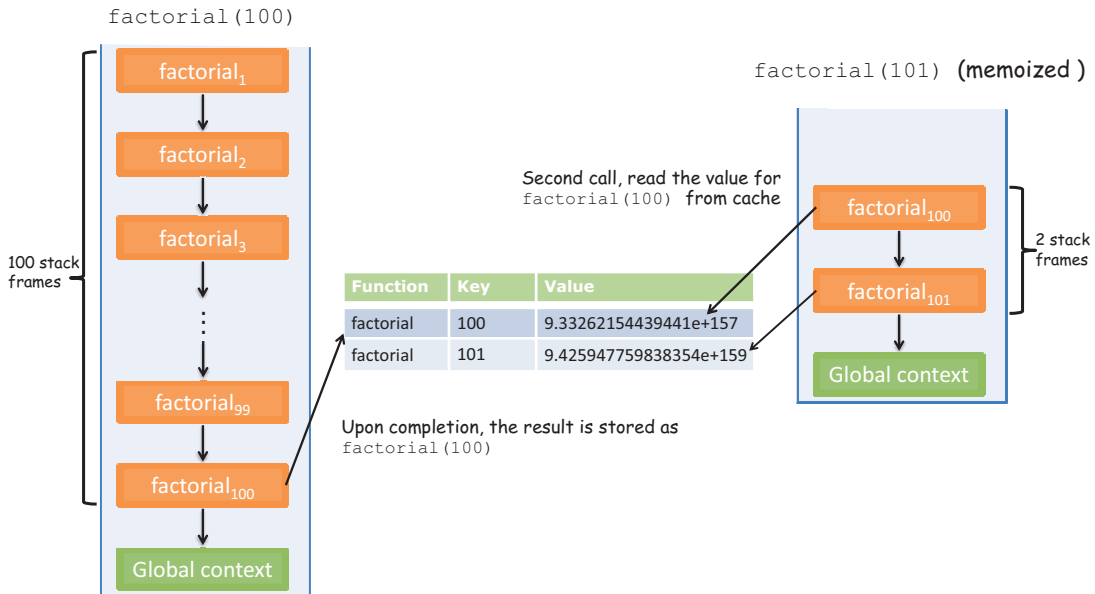 factorial(100)
factorial1
factorial2
factorial3
⋮
factorial99
factorial100
Global context
100 stack
frames
Function Key Value
factorial 100 9.33262154439441e+157
factorial 101 9.425947759838354e+159
Upon completion, the result is stored as
factorial(100)
Second call, read the value for
factorial(100) from cache
factorial(101) (memoized )
factorial100
factorial101
Global context
2 stack
frames